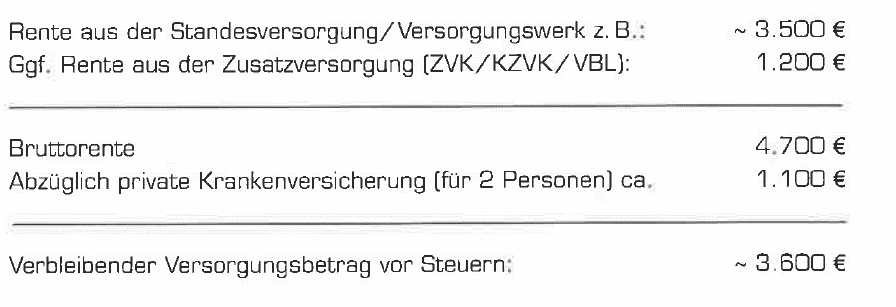 Rente aus der Standesversorgung/Versorgungswerk z. B.: ~ 3.500 €
Ggf. Rente aus der Zusatzversorgung (ZVK/KZVK/VBL): 1.200 €
Bruttorente 4.700 €
Abzüglich private Krankenversicherung (für 2 Personen) ca. 1.100 €
Verbleibender Versorgungsbetrag vor Steuern: ~ 3.600 €